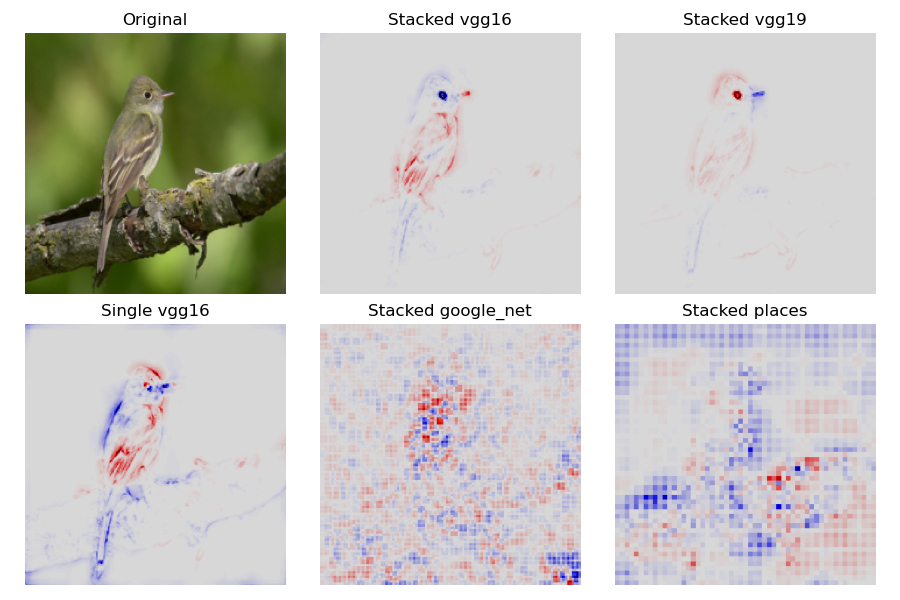 Original
Stacked vgg16
Stacked vgg19
Single vgg16
Stacked google_net
Stacked places